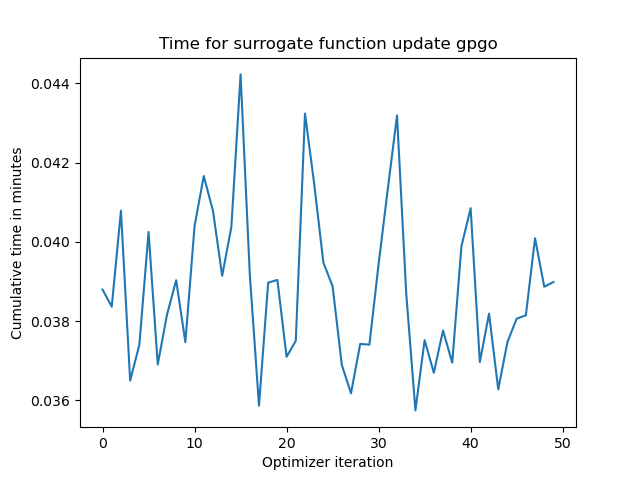 Time for surrogate function update gpgo
Cumulative time in minutes
0.044
0.042
0.040
0.038
0.036
0 10 20 30 40 50
Optimizer iteration